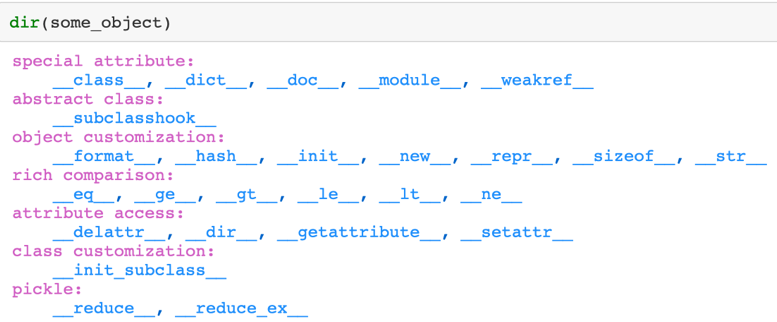 dir(some_object)
special attribute:
    __class__, __dict__, __doc__, __module__, __weakref__
abstract class:
    __subclasshook__
object customization:
    __format__, __hash__, __init__, __new__, __repr__, __sizeof__, __str__
rich comparison:
    __eq__, __ge__, __gt__, __le__, __lt__, __ne__
attribute access:
    __delattr__, __dir__, __getattribute__, __setattr__
class customization:
    __init_subclass__
pickle:
    __reduce__, __reduce_ex__